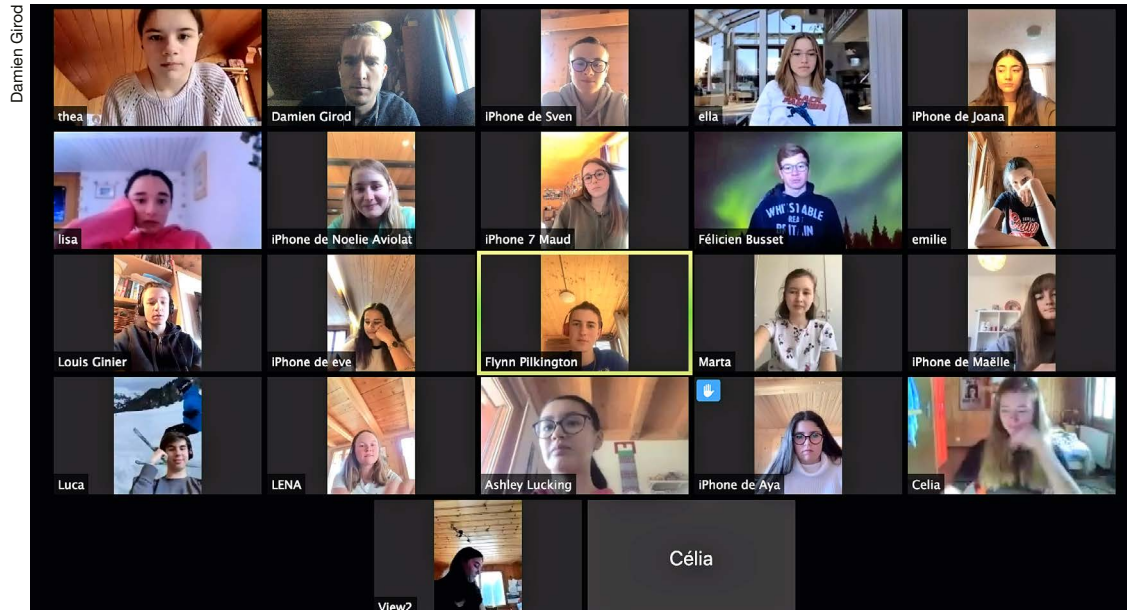 Damien Girod
thea
Damien Girod
iPhone de Sven
ella
iPhone de Joana
lisa
iPhone de Noelie Aviolat
iPhone 7 Maud
Félicien Busset
emilie
Louis Ginier
iPhone de eve
Flynn Pilkington
Marta
iPhone de Maëlle
Luca
LENA
Ashley Lucking
iPhone de Aya
Celia
View2
Célia